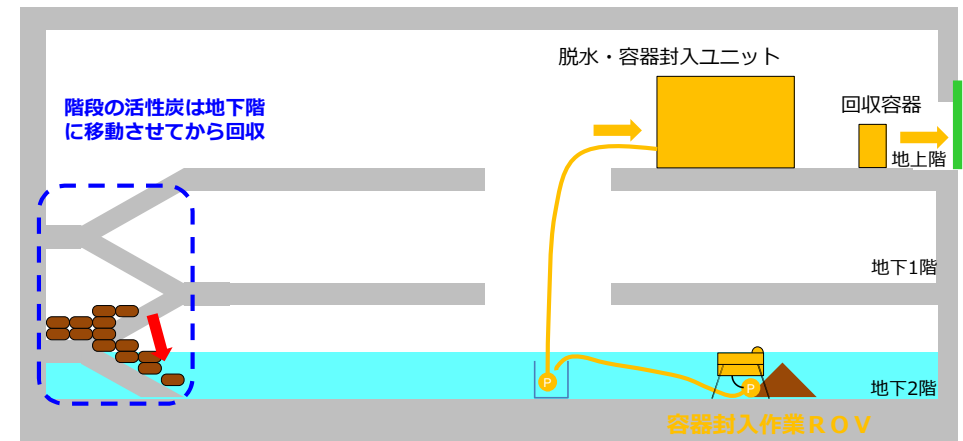 脱水・容器封入ユニット
階段の活性炭は地下階
に移動させてから回収
回収容器
地上階
地下1階
P
P
地下2階
容器封入作業ROV